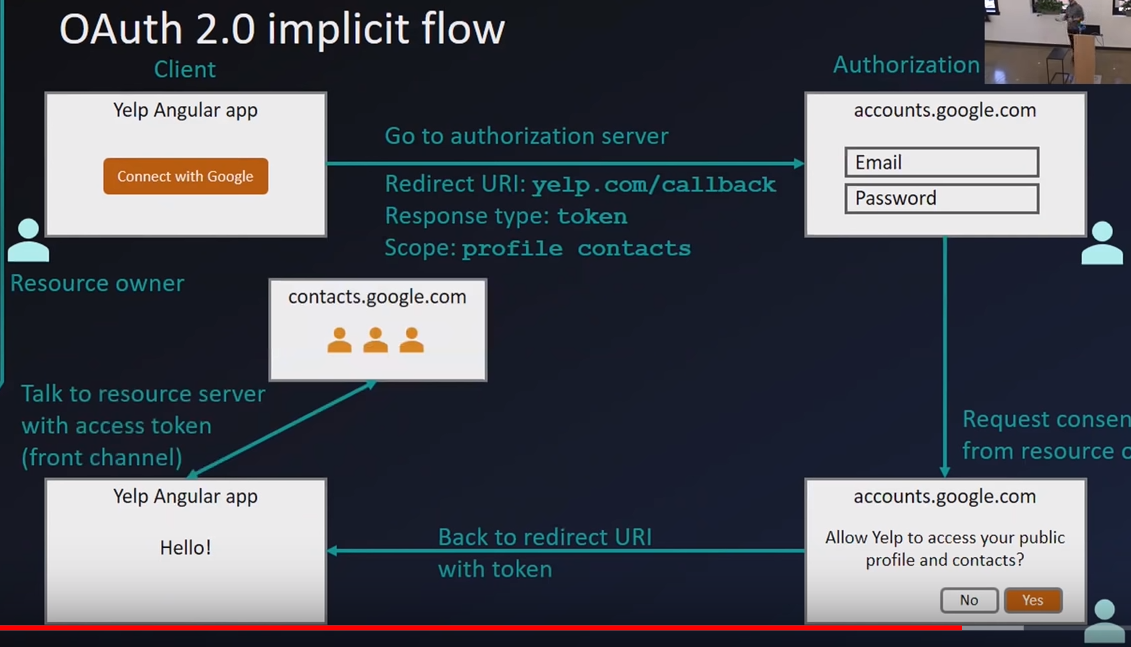 OAuth 2.0 implicit flow
Client
Authorization
Yelp Angular app
Connect with Google
Go to authorization server
Redirect URI: yelp.com/callback
Response type: token
Scope: profile contacts
accounts.google.com
Email
Password
Resource owner
contacts.google.com
Talk to resource server
with access token
(front channel)
Request consen
from resource o
Yelp Angular app
Hello!
Back to redirect URI
with token
accounts.google.com
Allow Yelp to access your public
profile and contacts?
No
Yes